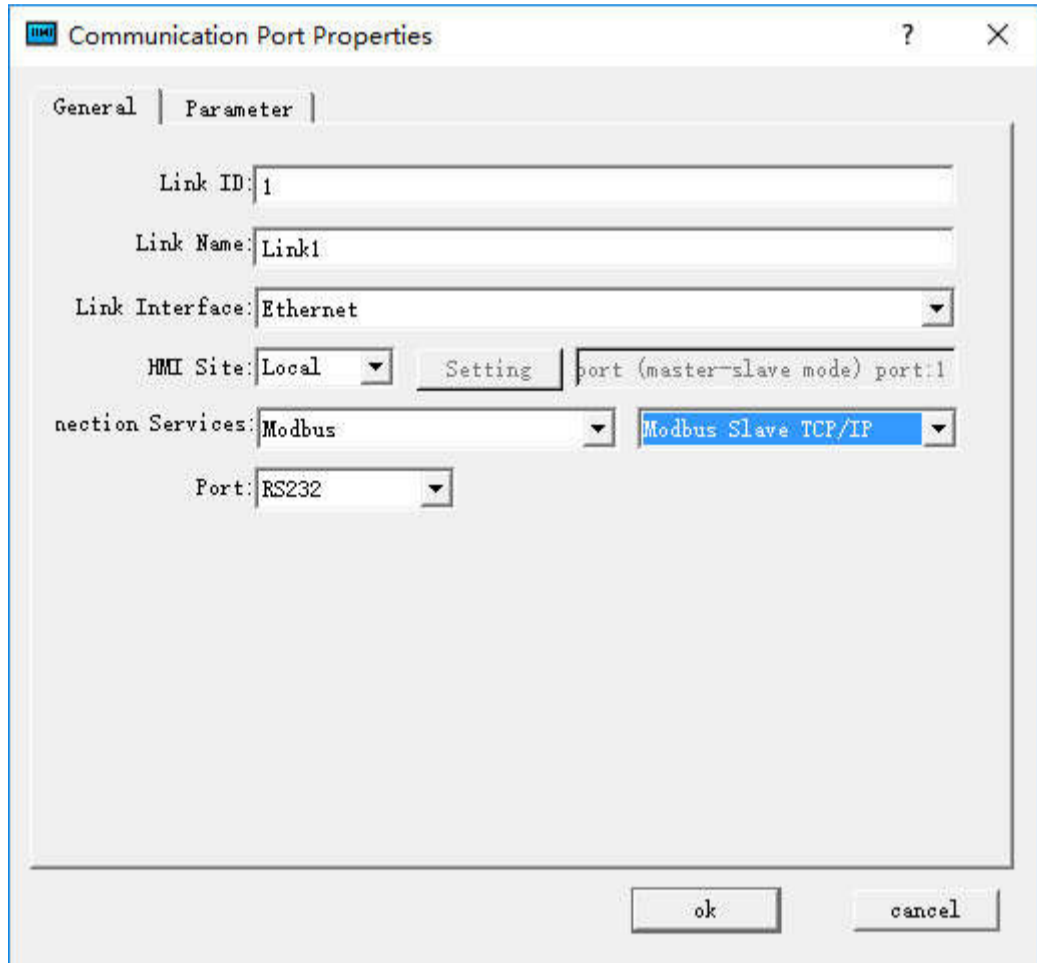 HMI Communication Port Properties ? ×
General Parameter
Link ID: 1
Link Name: Link1
Link Interface: Ethernet
HMI Site: Local Setting port (master-slave mode) port:1
nection Services: Modbus Modbus Slave TCP/IP
Port: RS232
ok cancel